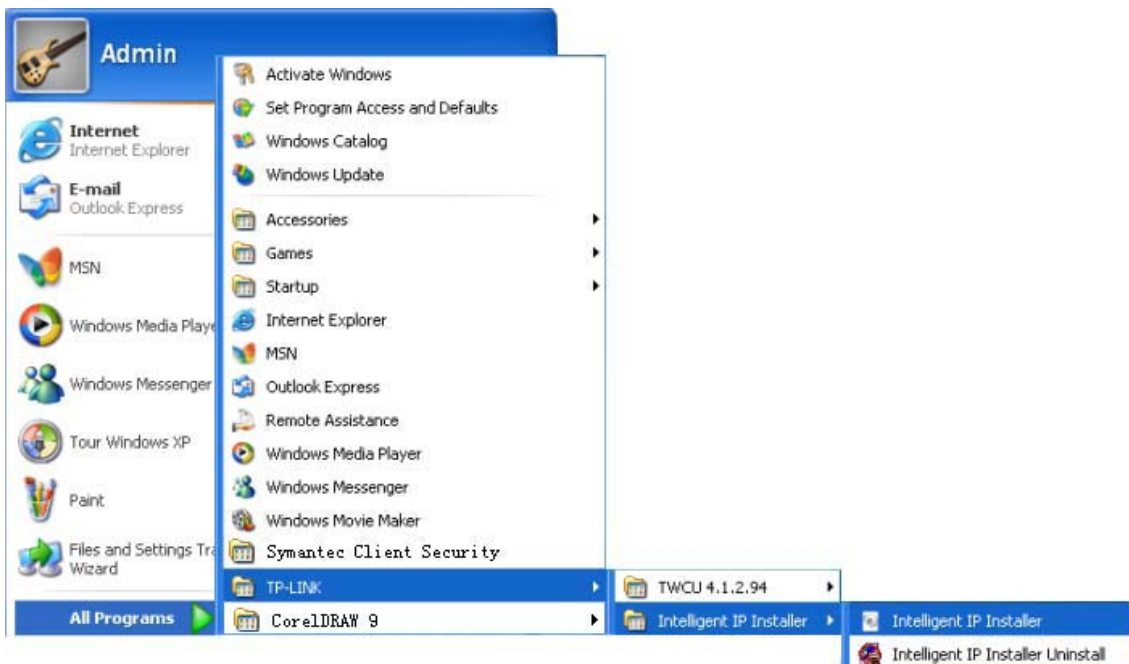 Admin
Internet
Internet Explorer
E-mail
Outlook Express
MSN
Windows Media Playe
Windows Messenger
Tour Windows XP
Paint
Files and Settings Tra
Wizard
All Programs
Activate Windows
Set Program Access and Defaults
Windows Catalog
Windows Update
Accessories
Games
Startup
Internet Explorer
MSN
Outlook Express
Remote Assistance
Windows Media Player
Windows Messenger
Windows Movie Maker
Symantec Client Security
TP-LINK
CorelDRAW 9
TWCU 4.1.2.94
Intelligent IP Installer
Intelligent IP Installer
Intelligent IP Installer Uninstall